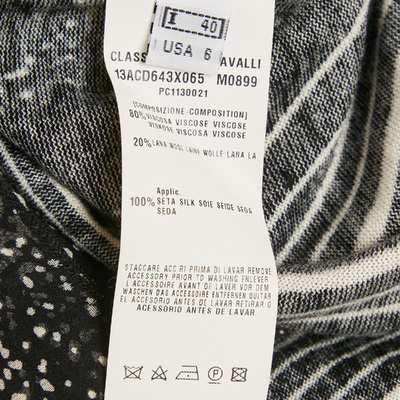 I 40
USA 6
CLASS AVALLI
13ACD643X065 M0899
PC1130021
[COMPOSIZIONE-COMPOSITION]
80% VISCOSA VISCOSE VISCOSE
VISKOSE VISCOSA VISCOSE
20% LANA WOOL LAINE WOLLE LANA LA
Applic.
100% SETA SILK SOIE SEIDE SEDA
SEDA
STACCARE ACC.RI PRIMA DI LAVAR REMOVE
ACCESSORY PRIOR TO WASHING ENLEVER
L'ACCESSOIRE AVANT DE LAVER VOR DEM
WASCHEN DAS ACCESSOIRE ENTFERNEN QUITAR
EL ACCESORIO ANTES DE LAVAR RETIRAR O
ACESSORIO ANTES DE LAVAR
P